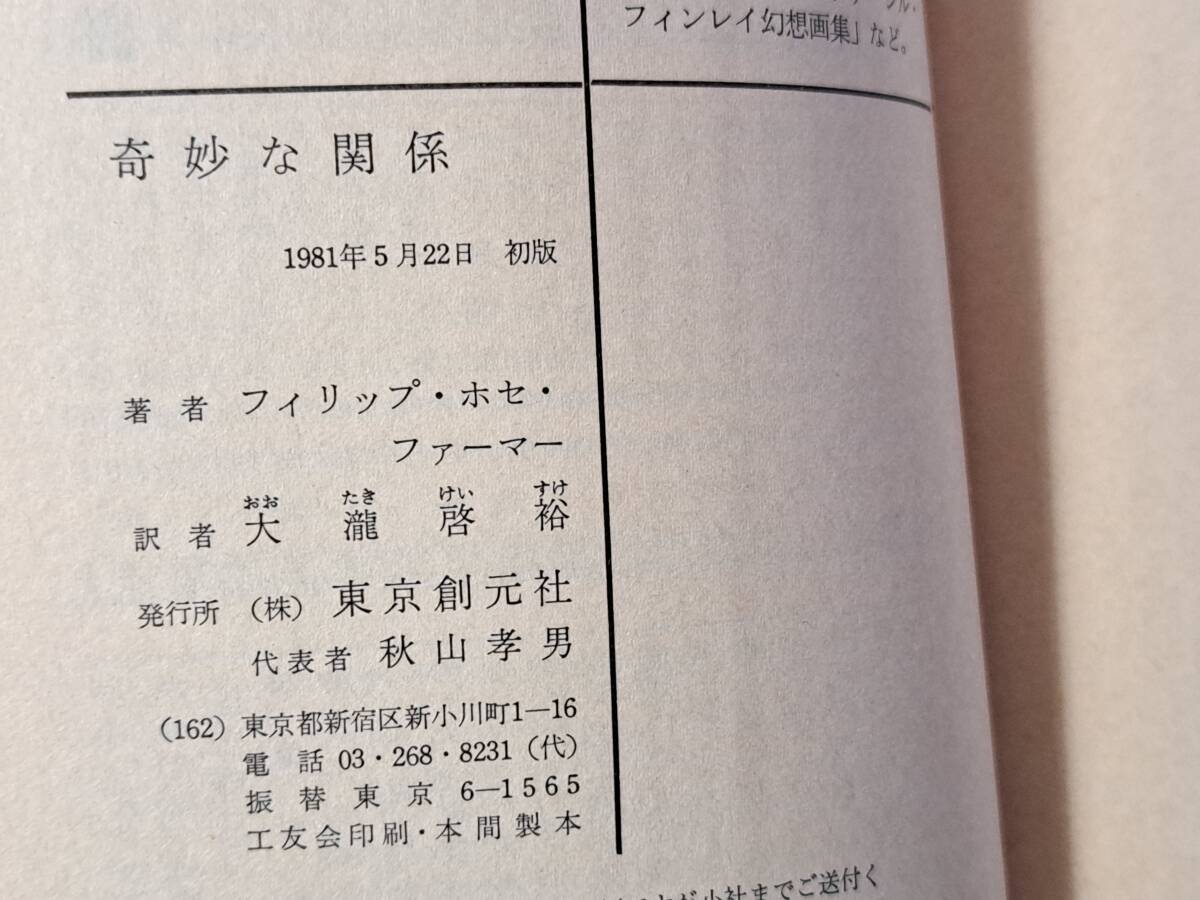 フィンレイ幻想画集」など。
奇妙な関係
1981年5月22日 初版
著者 フィリップ・ホセ・
ファーマー
おお たき けい すけ
訳者 大瀧啓裕
発行所 (株) 東京創元社
代表者 秋山孝男
(162) 東京都新宿区新小川町1—16
電話 03・268・8231 (代)
振替東京 6—1565
工友会印刷・本間製本
が小社までご送付く